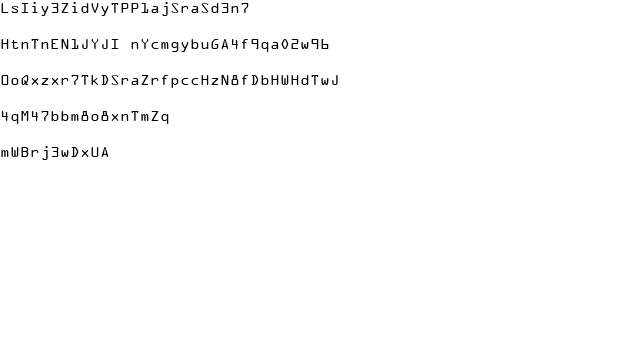 LsIiy3ZidVyTPP1ajSraSd3n7
HtnTnEN1JYJI nYcmgybuGA4f9qa02w96
OoQxzxr7TkDSraZrfpccHzN8fDbHWHdTwJ
4qM47bbm8o8xnTmZq
mWBrj3wDxUA